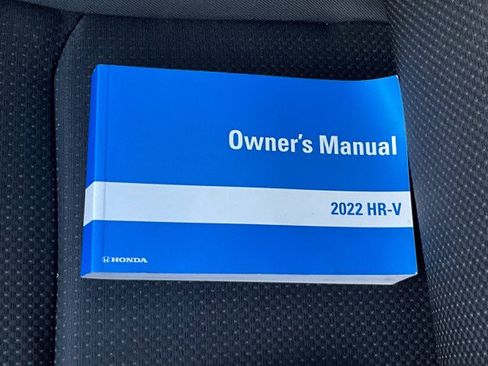 Owner's Manual
2022 HR-V
HONDA